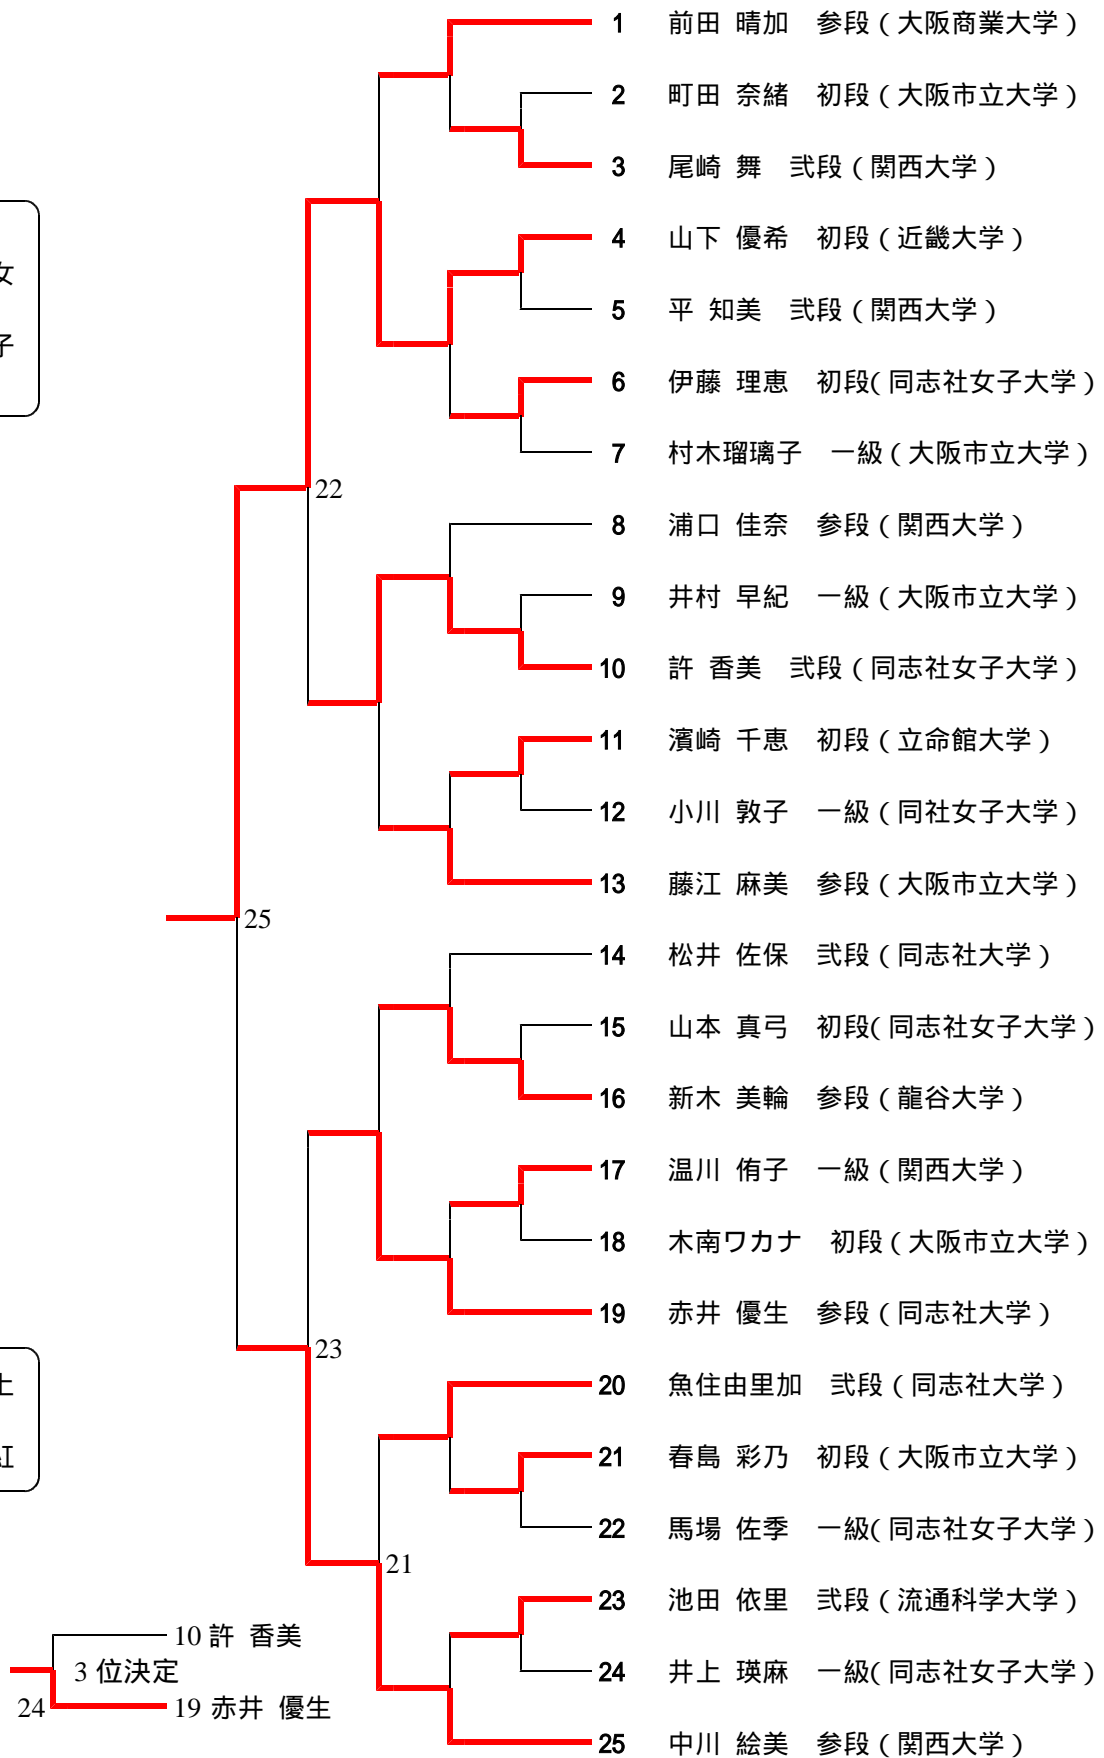 1 前田 晴加 参段（大阪商業大学）
2 町田 奈緒 初段（大阪市立大学）
3 尾崎 舞 弐段（関西大学）
女
4 山下 優希 初段（近畿大学）
5 平 知美 弐段（関西大学）
子
6 伊藤 理恵 初段（同志社女子大学）
7 村木瑠璃子 一級（大阪市立大学）
22
8 浦口 佳奈 参段（関西大学）
9 井村 早紀 一級（大阪市立大学）
10 許 香美 弐段（同志社女子大学）
11 濱崎 千恵 初段（立命館大学）
12 小川 敦子 一級（同社女子大学）
13 藤江 麻美 参段（大阪市立大学）
25
14 松井 佐保 弐段（同志社大学）
15 山本 真弓 初段（同志社女子大学）
16 新木 美輪 参段（龍谷大学）
17 温川 侑子 一級（関西大学）
18 木南ワカナ 初段（大阪市立大学）
19 赤井 優生 参段（同志社大学）
23
20 魚住由里加 弐段（同志社大学）
21 春島 彩乃 初段（大阪市立大学）
22 馬場 佐季 一級（同志社女子大学）
21
23 池田 依里 弐段（流通科学大学）
24 井上 瑛麻 一級（同志社女子大学）
25 中川 絵美 参段（関西大学）
10 許 香美
3 位決定
24
19 赤井 優生